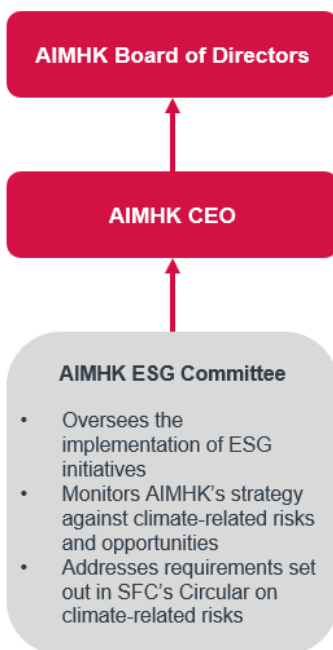 AIMHK Board of Directors
AIMHK CEO
AIMHK ESG Committee
• Oversees the
implementation of ESG
initiatives
• Monitors AIMHK's strategy
against climate-related risks
and opportunities
• Addresses requirements set
out in SFC's Circular on
climate-related risks